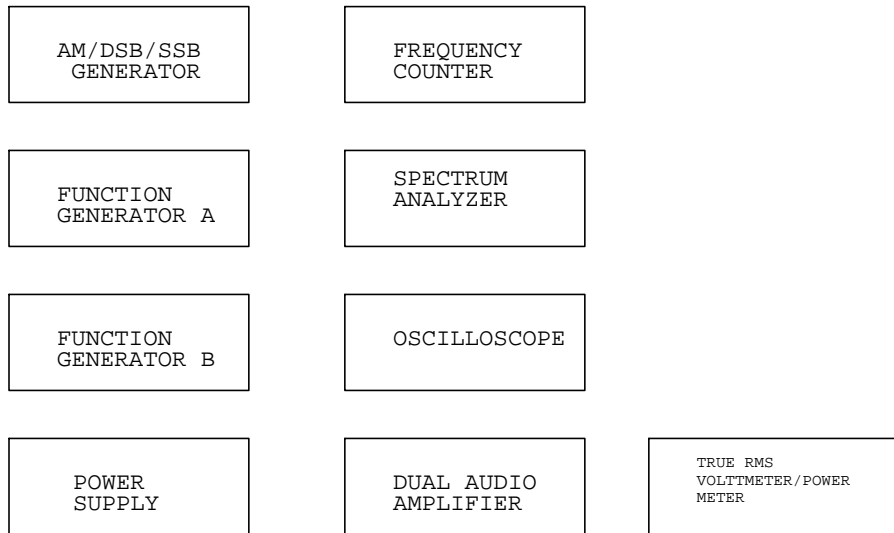 AM/DSB/SSB
GENERATOR
FREQUENCY
COUNTER
FUNCTION
GENERATOR A
SPECTRUM
ANALYZER
FUNCTION
GENERATOR B
OSCILLOSCOPE
POWER
SUPPLY
DUAL AUDIO
AMPLIFIER
TRUE RMS
VOLTTMETER/POWER
METER